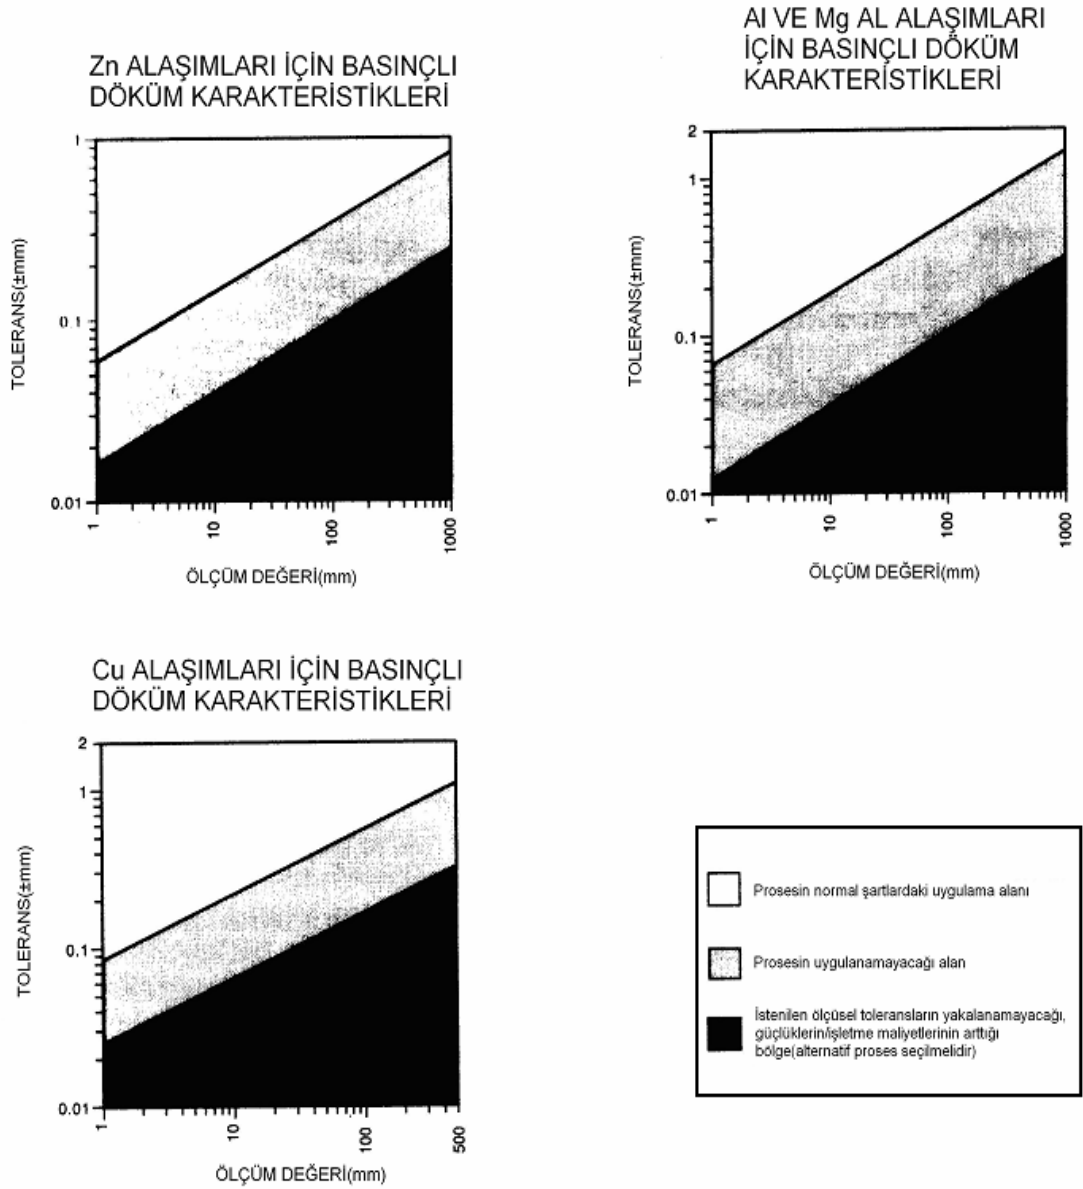 Zn ALAŞIMLARI İÇİN BASINÇLI
DÖKÜM KARAKTERİSTİKLERİ
TOLERANS(±mm)
1
0.1
0.01
1
10
100
1000
ÖLÇÜM DEĞERİ(mm)
Al VE Mg AL ALAŞIMLARI
İÇİN BASINÇLI DÖKÜM
KARAKTERİSTİKLERİ
TOLERANS(±mm)
2
1
0.1
0.01
1
10
100
1000
ÖLÇÜM DEĞERİ(mm)
Cu ALAŞIMLARI İÇİN BASINÇLI
DÖKÜM KARAKTERİSTİKLERİ
TOLERANS(±mm)
2
1
0.1
0.01
1
10
100
500
ÖLÇÜM DEĞERİ(mm)
Prosesin normal şartlardaki uygulama alanı
Prosesin uygulanamayacağı alan
İstenilen ölçüsel toleransların yakalanamayacağı,
güçlüklerin/işletme maliyetlerinin arttığı
bölge(alternatif proses seçilmelidir)